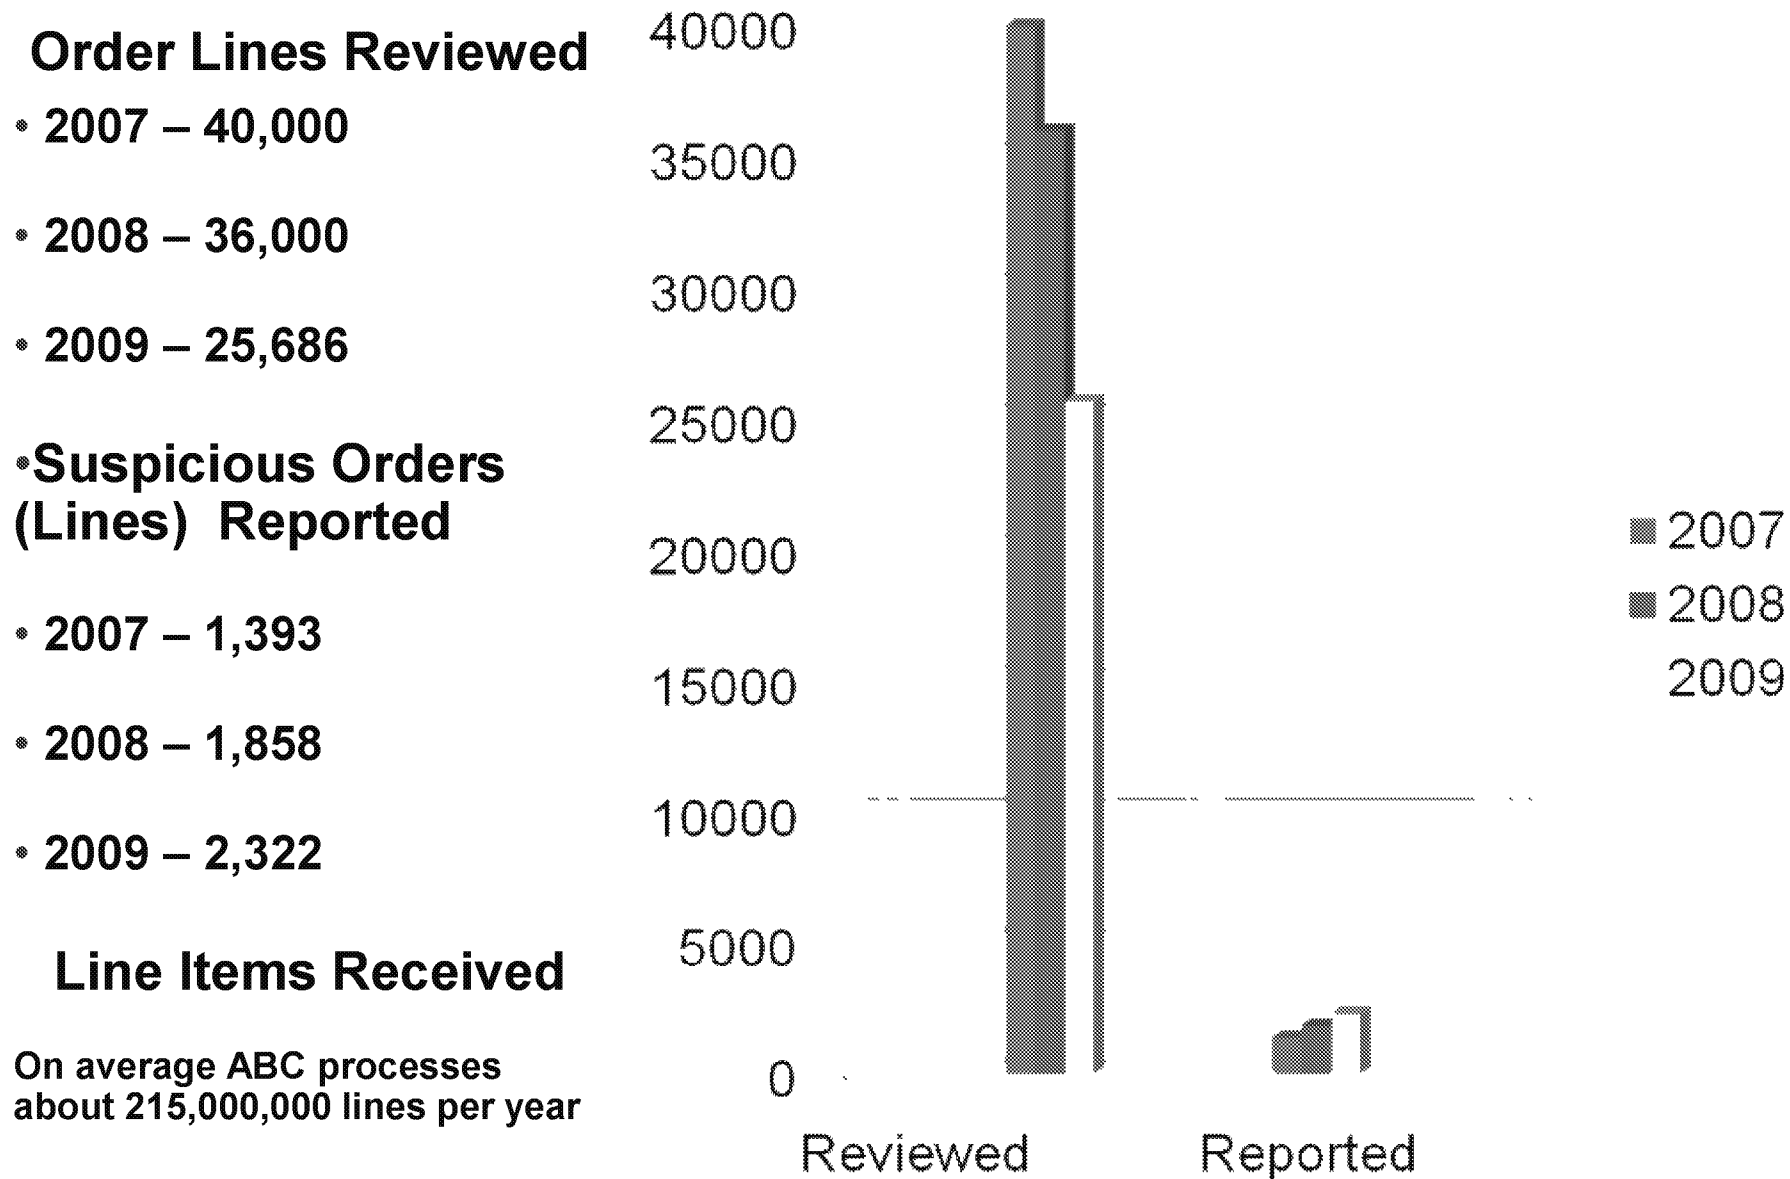 Order Lines Reviewed
• 2007 – 40,000
• 2008 – 36,000
• 2009 – 25,686
•Suspicious Orders
(Lines) Reported
• 2007 – 1,393
• 2008 – 1,858
• 2009 – 2,322
Line Items Received
On average ABC processes
about 215,000,000 lines per year
40000
35000
30000
25000
20000
15000
10000
5000
0
Reviewed
Reported
2007
2008
2009